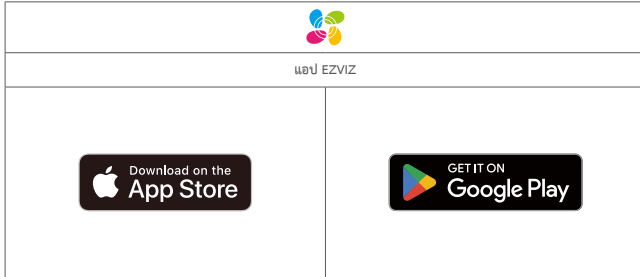 แอป EZVIZ
Download on the
App Store
GET IT ON
Google Play